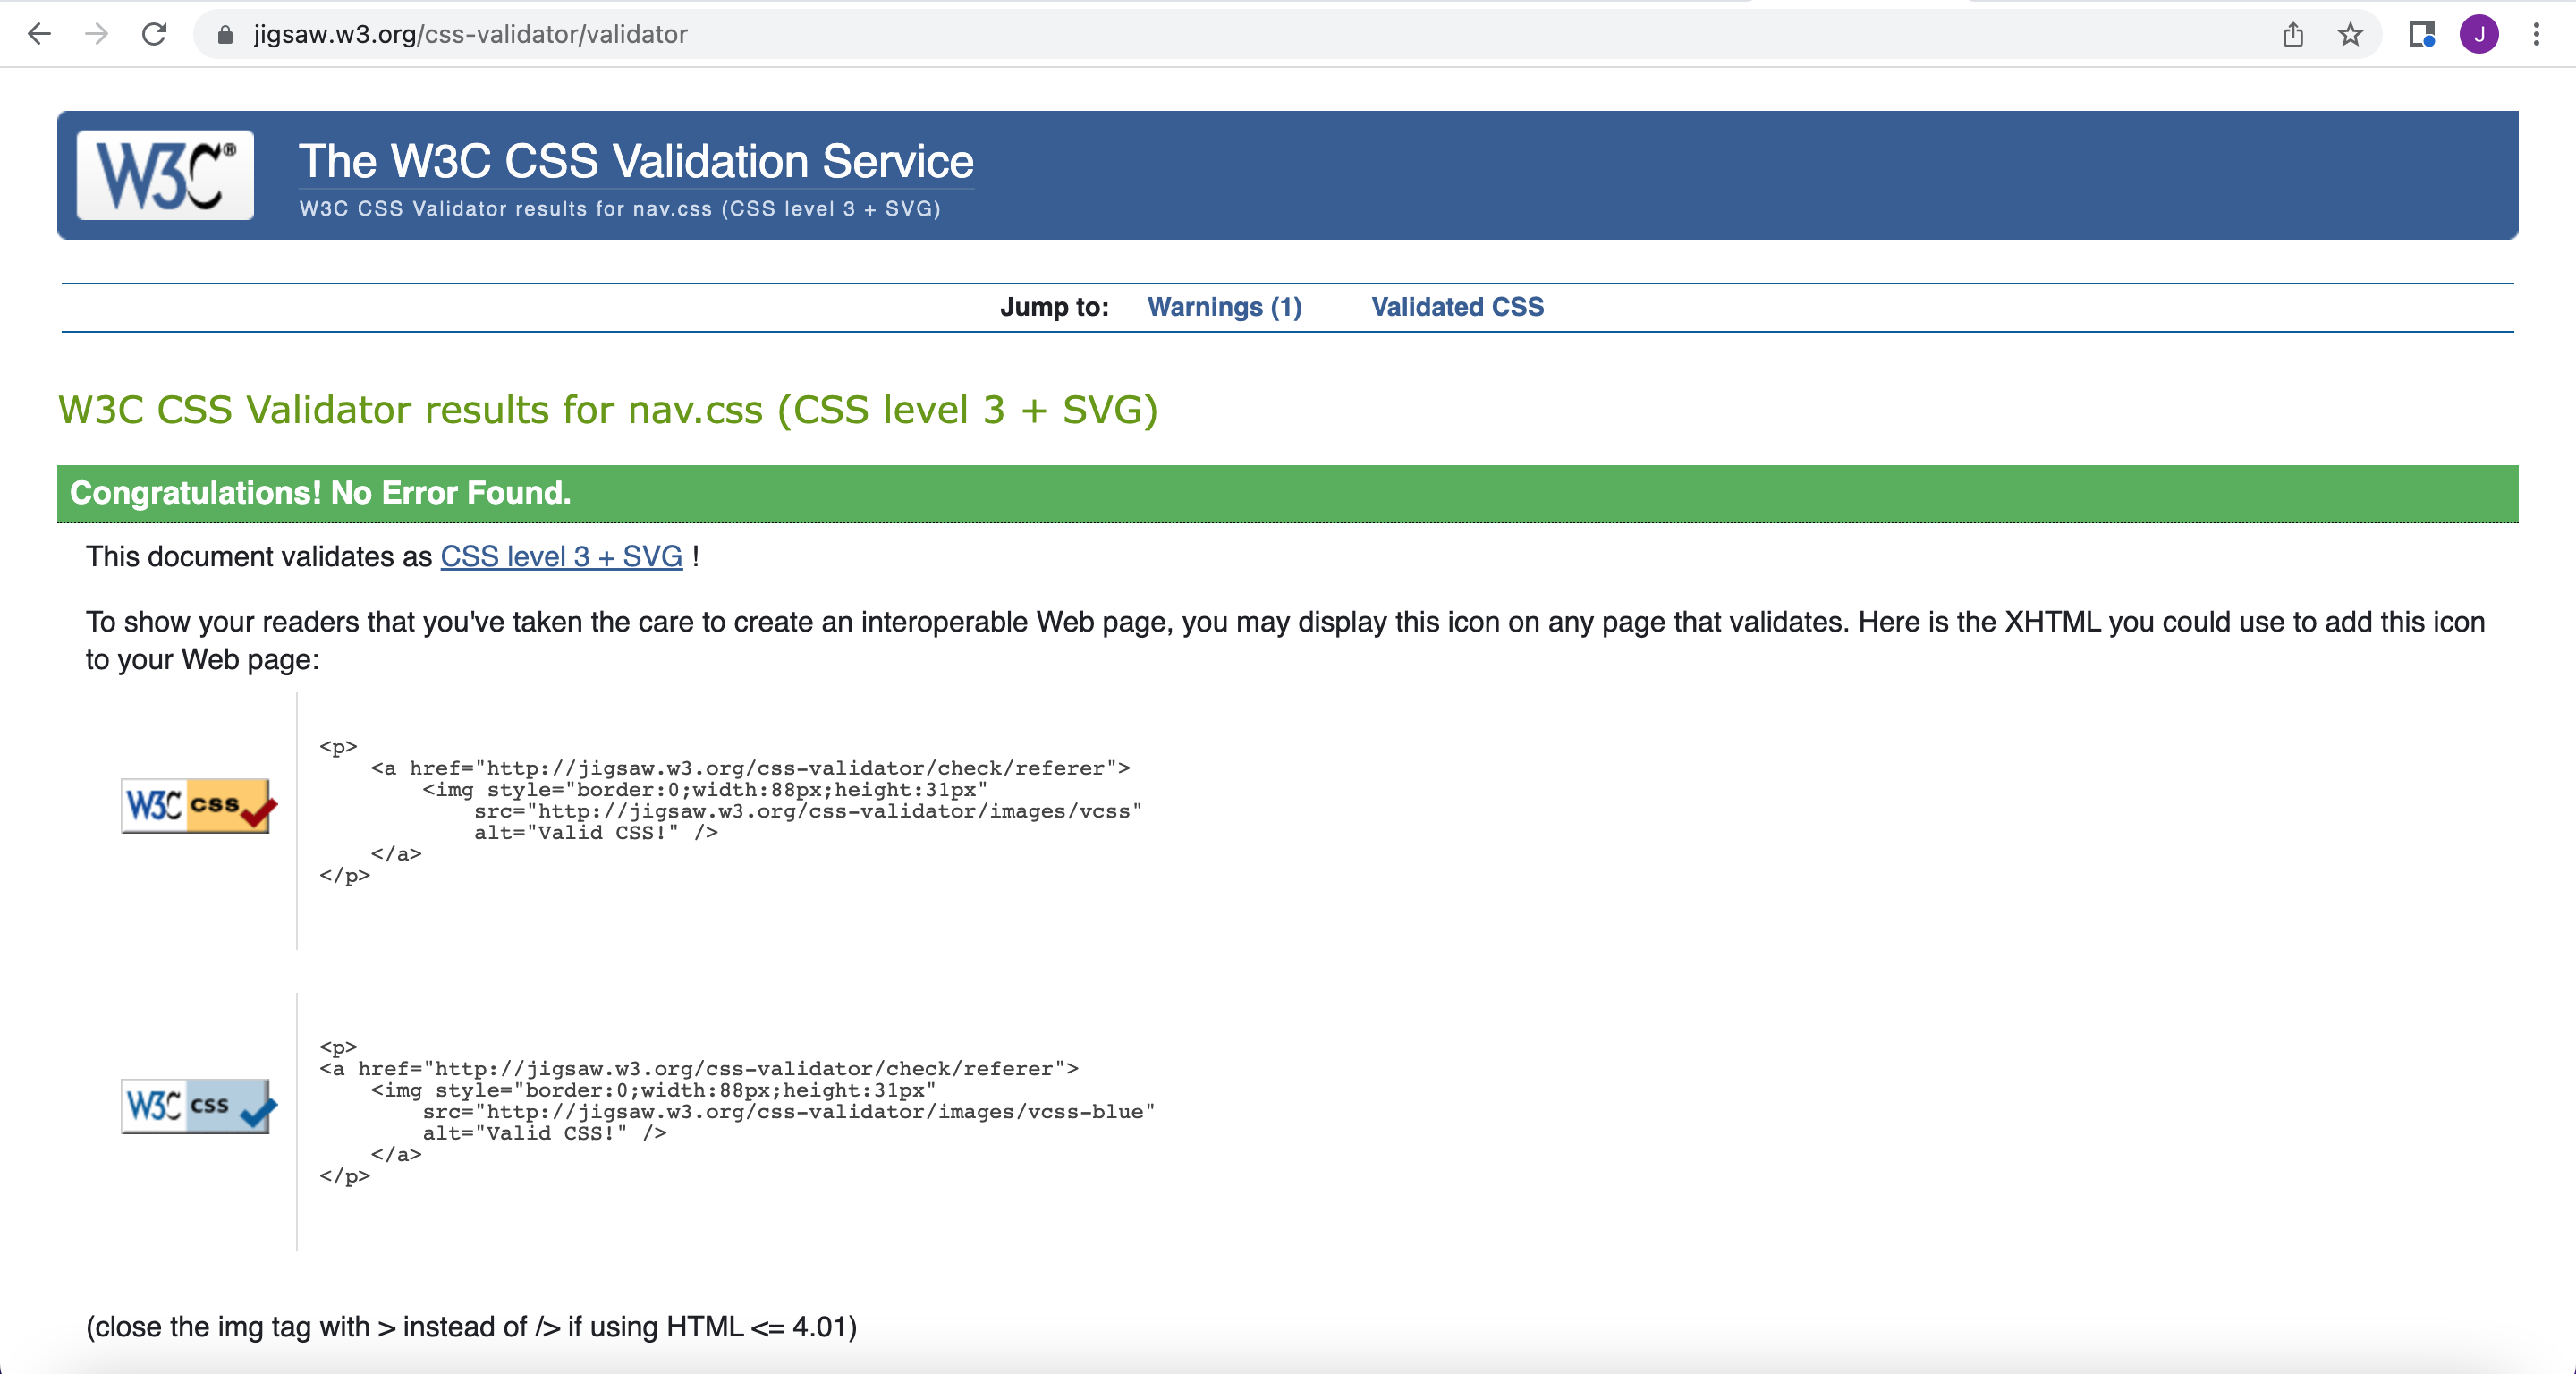 jigsaw.w3.org/css-validator/validator
J
W3C®
The W3C CSS Validation Service
W3C CSS Validator results for nav.css (CSS level 3 + SVG)
Jump to: Warnings (1) Validated CSS
W3C CSS Validator results for nav.css (CSS level 3 + SVG)
Congratulations! No Error Found.
This document validates as CSS level 3 + SVG !
To show your readers that you've taken the care to create an interoperable Web page, you may display this icon on any page that validates. Here is the XHTML you could use to add this icon
to your Web page:
W3C css
<p>
    <a href="http://jigsaw.w3.org/css-validator/check/referer">
        <img style="border:0;width:88px;height:31px"
            src="http://jigsaw.w3.org/css-validator/images/vcss"
            alt="Valid CSS!" />
    </a>
</p>
W3C css
<p>
<a href="http://jigsaw.w3.org/css-validator/check/referer">
    <img style="border:0;width:88px;height:31px"
        src="http://jigsaw.w3.org/css-validator/images/vcss-blue"
        alt="Valid CSS!" />
    </a>
</p>
(close the img tag with > instead of /> if using HTML <= 4.01)